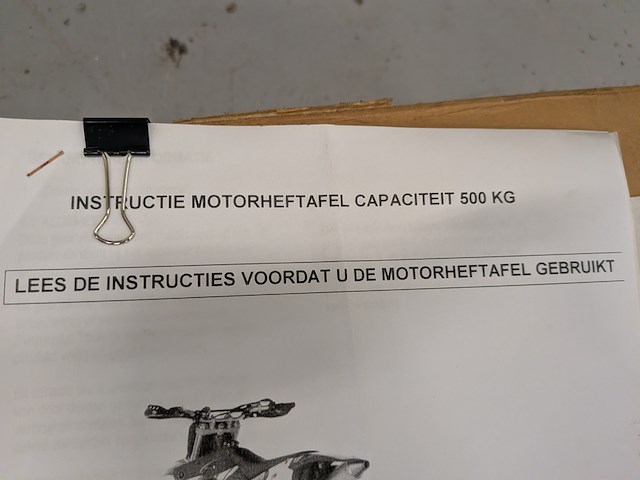 INSTRUCTIE MOTORHEFTAFEL CAPACITEIT 500 KG
LEES DE INSTRUCTIES VOORDAT U DE MOTORHEFTAFEL GEBRUIKT